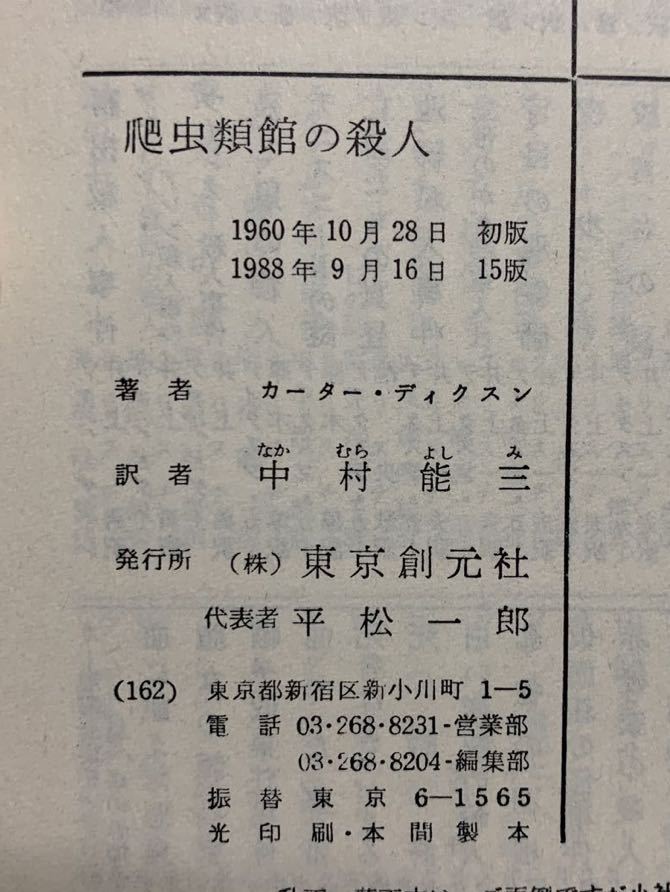 爬虫類館の殺人
1960年10月28日 初版
1988年9月16日 15版
著者 カーター・ディクスン
なか むら よし み
訳者 中村能三
発行所 (株)東京創元社
代表者 平松一郎
(162) 東京都新宿区新小川町 1—5
電話 03・268・8231-営業部
03・268・8204-編集部
振替東京 6—1565
光印刷・本間製本